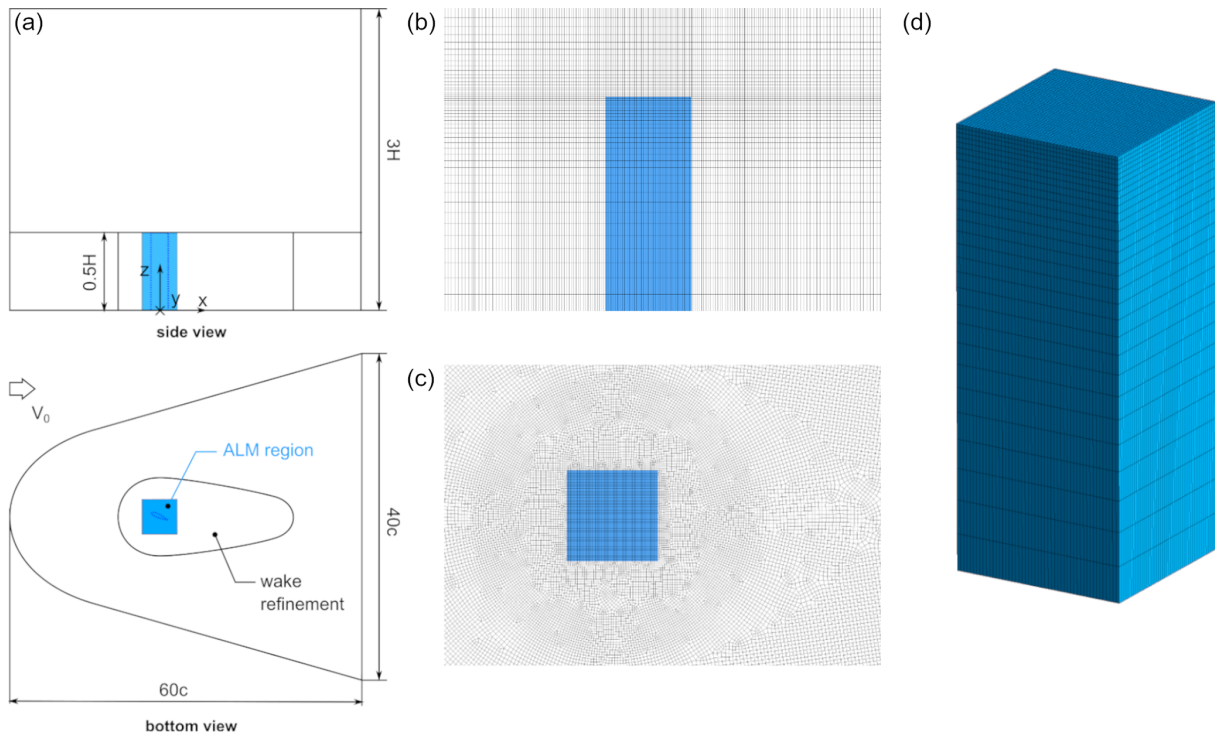 (a)
3H
0.5H
z
y
x
side view
V₀
ALM region
wake
refinement
40c
60c
bottom view
(b)
(c)
(d)